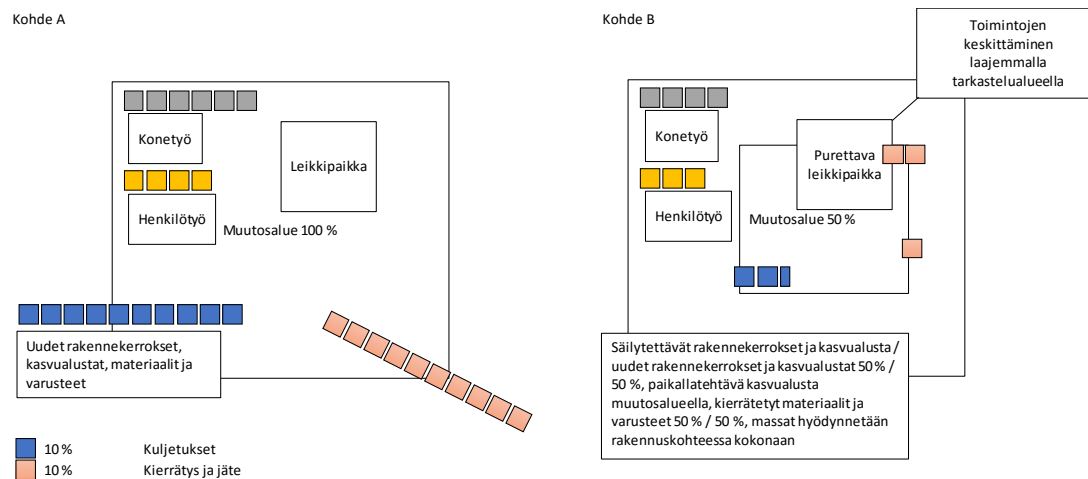 Kohde A
Konetyö
Leikkipaikka
Henkilötyö
Muutosalue 100 %
Uudet rakennekerrokset,
kasvualustat, materiaalit ja
varusteet
10 % Kuljetukset
10 % Kierrätys ja jäte
Kohde B
Toimintojen
keskittäminen
laajemmalla
tarkastelualueella
Konetyö
Purettava
leikkipaikka
Henkilötyö
Muutosalue 50 %
Säilytettävät rakennekerrokset ja kasvualusta /
uudet rakennekerrokset ja kasvualustat 50 % /
50 %, paikallatehtävä kasvualusta
muutosalueella, kierrätetyt materiaalit ja
varusteet 50 % / 50 %, massat hyödynnetään
rakennuskohteessa kokonaan